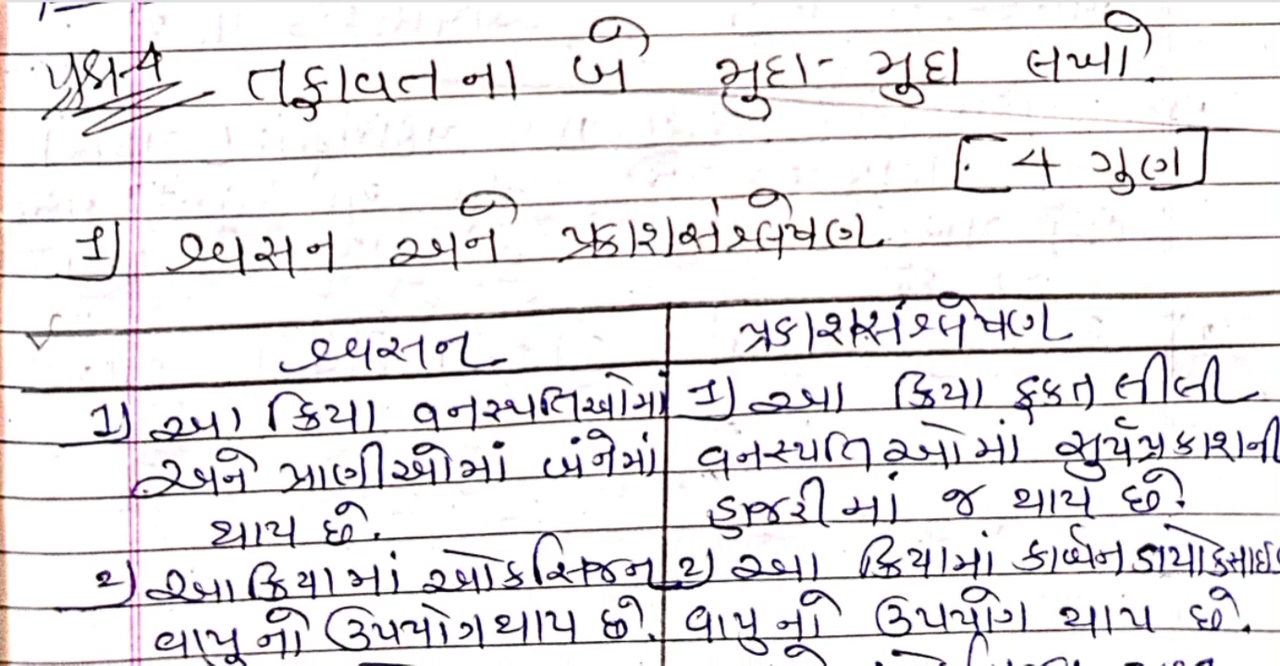 પ્રશ્ન-4 તફાવતના બે મુદા-મુદા લખો.
[4 ગુણ]
1) શ્વસન અને પ્રકાશસંશ્લેષણ
શ્વસન
પ્રકાશસંશ્લેષણ
1) આ ક્રિયા વનસ્પતિઓમાં
અને પ્રાણીઓમાં બંનેમાં
થાય છે.
2) આ ક્રિયામાં ઓક્સિજન
વાયુનો ઉપયોગ થાય છે.
1) આ ક્રિયા ફકત લીલી
વનસ્પતિઓમાં સુર્યપ્રકાશની
હાજરીમાં જ થાય છે.
2) આ ક્રિયામાં કાર્બન ડાયોકસાઇડ
વાયુનો ઉપયોગ થાય છે.